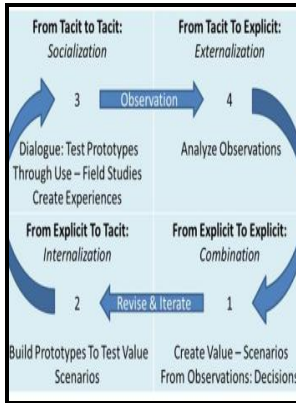 From Tacit to Tacit:
Socialization
3
Dialogue: Test Prototypes
Through Use – Field Studies
Create Experiences
Observation
From Tacit To Explicit:
Externalization
4
Analyze Observations
From Explicit To Tacit:
Internalization
2
Build Prototypes To Test Value
Scenarios
Revise & Iterate
From Explicit To Explicit:
Combination
1
Create Value – Scenarios
From Observations: Decisions